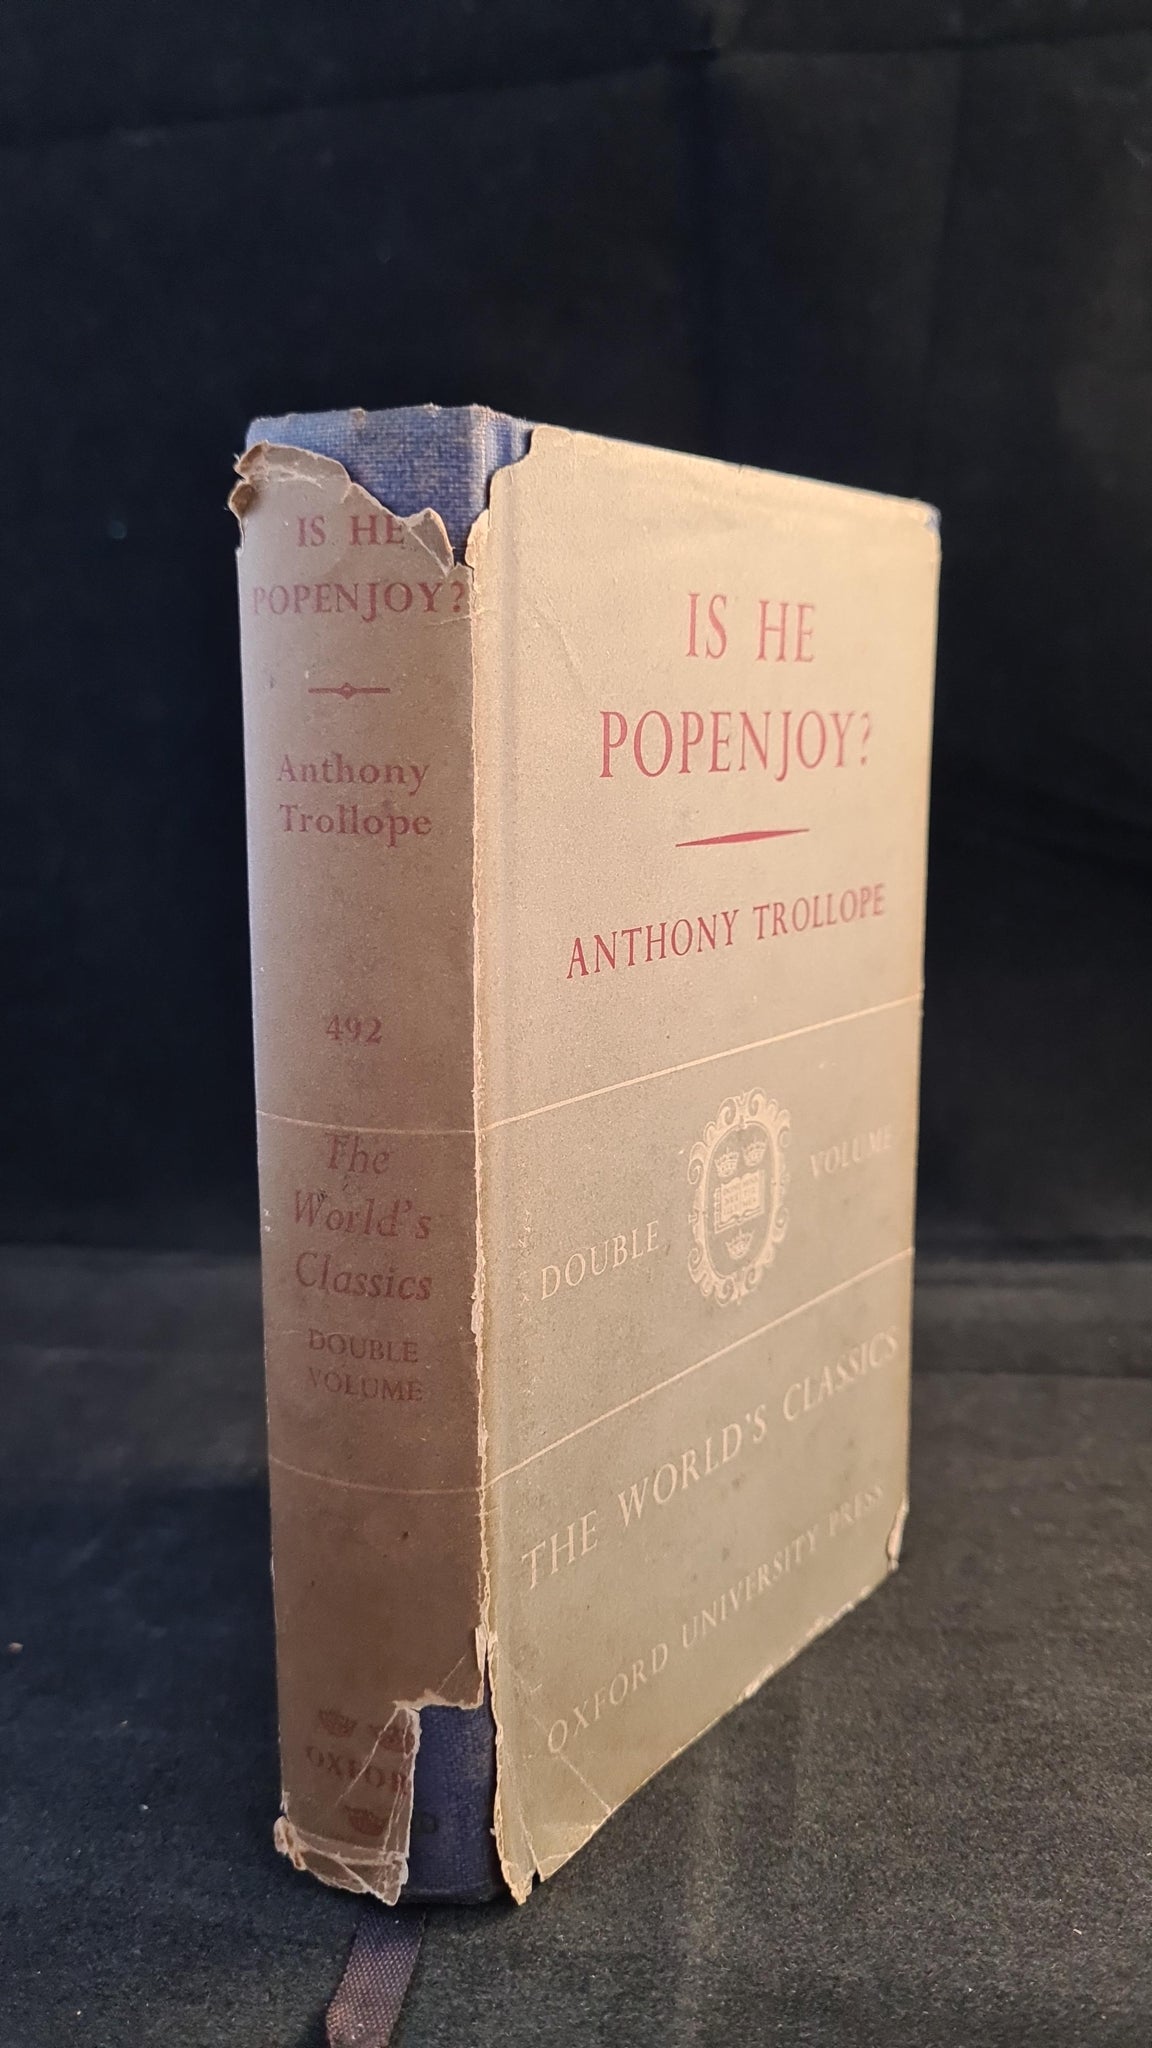 IS HE
POPENJOY?
Anthony
Trollope
492
The
World's
Classics
DOUBLE
VOLUME
IS HE
POPENJOY?
ANTHONY TROLLOPE
DOUBLE VOLUME
THE WORLD'S CLASSICS
OXFORD UNIVERSITY PRESS